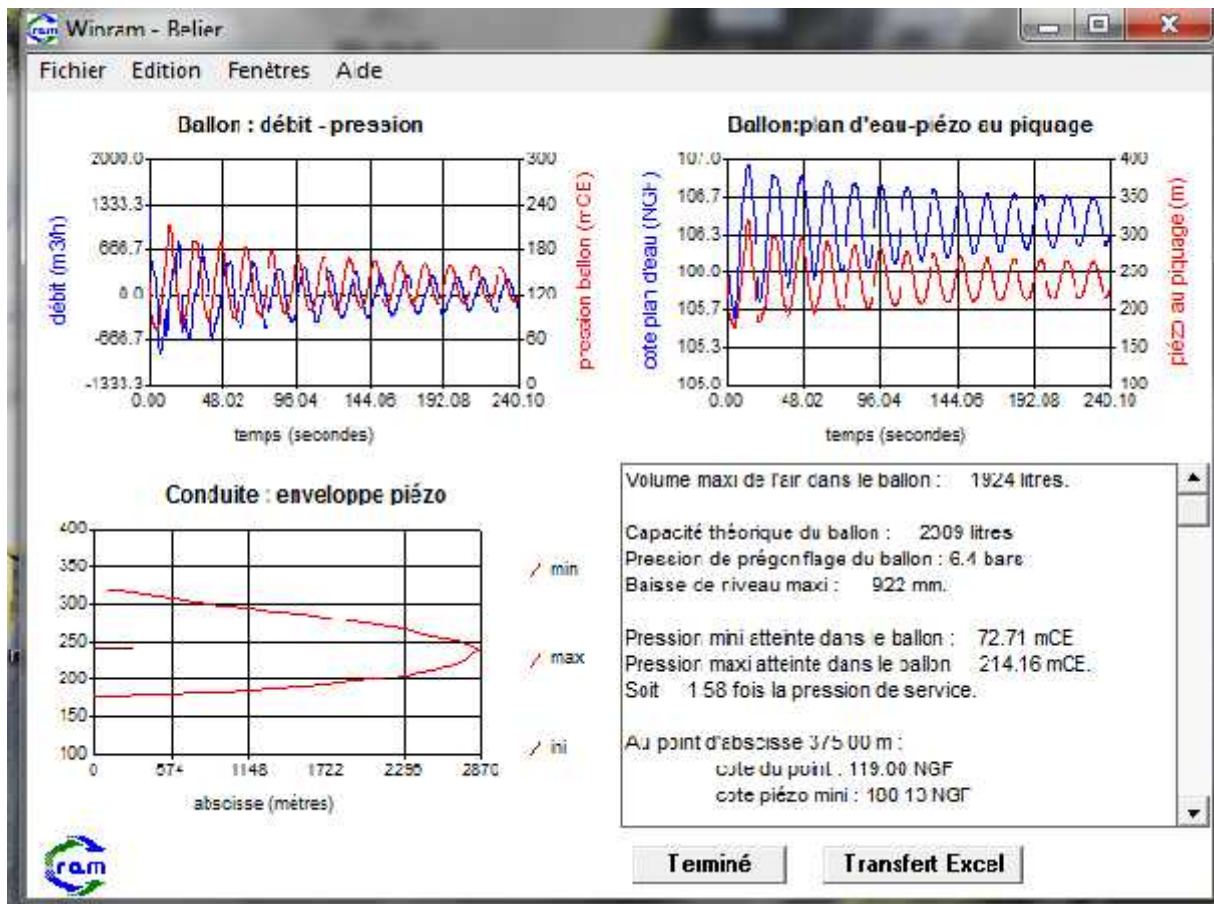 Winram - Belier
Fichier Edition Fenêtres Aide
Ballon : débit - pression
2000.0
1333.3
666.7
0.0
-666.7
-1333.3
débit (m3/h)
300
240
180
120
60
0
pression ballon (mCE)
0.00 48.02 96.04 144.06 192.08 240.10
temps (secondes)
Ballon:plan d'eau-piézo au piquage
107.0
106.7
106.3
106.0
105.7
105.3
105.0
cote plan d'eau (NGF)
400
350
300
250
200
150
100
piézo au piquage (m)
0.00 48.02 96.04 144.06 192.08 240.10
temps (secondes)
Conduite : enveloppe piézo
400
350
300
250
200
150
100
0 574 1148 1722 2296 2870
abscisse (mètres)
min
max
ini
Volume maxi de l'air dans le ballon : 1924 litres.
Capacité théorique du ballon : 2309 litres
Pression de prégonflage du ballon : 6.4 bars
Baisse de niveau maxi : 922 mm.
Pression mini atteinte dans le ballon : 72.71 mCE
Pression maxi atteinte dans le ballon 214.16 mCE.
Soit 1.58 fois la pression de service.
Au point d'abscisse 375.00 m :
cote du point : 119.00 NGF
cote piézo mini : NGF
ram
Terminé
Transfert Excel